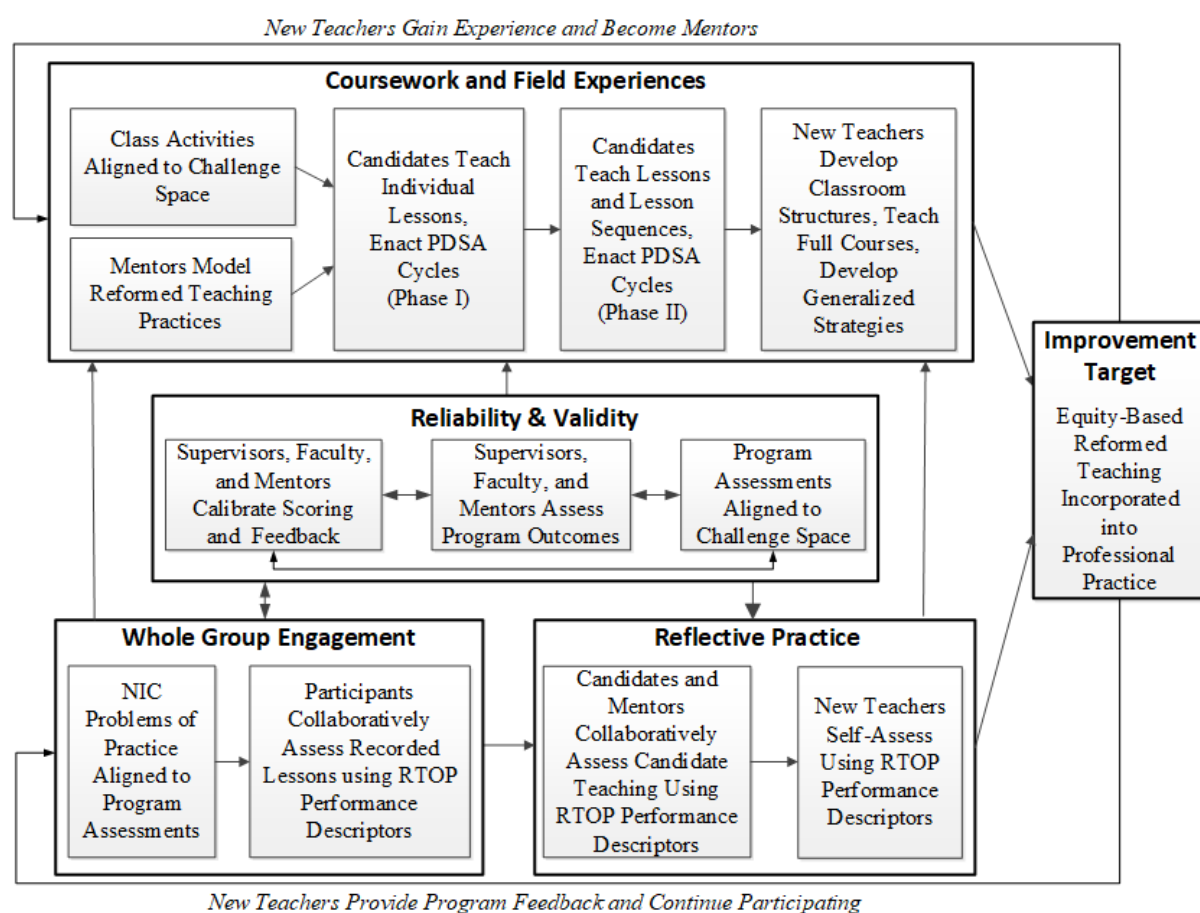 New Teachers Gain Experience and Become Mentors
Coursework and Field Experiences
Class Activities
Aligned to Challenge
Space
Mentors Model
Reformed Teaching
Practices
Candidates Teach
Individual
Lessons,
Enact PDSA
Cycles
(Phase I)
Candidates
Teach Lessons
and Lesson
Sequences,
Enact PDSA
Cycles
(Phase II)
New Teachers
Develop
Classroom
Structures, Teach
Full Courses,
Develop
Generalized
Strategies
Improvement
Target
Equity-Based
Reformed
Teaching
Incorporated
into
Professional
Practice
Reliability & Validity
Supervisors, Faculty,
and Mentors
Calibrate Scoring
and Feedback
Supervisors,
Faculty, and
Mentors Assess
Program Outcomes
Program
Assessments
Aligned to
Challenge Space
Whole Group Engagement
NIC
Problems of
Practice
Aligned to
Program
Assessments
Participants
Collaboratively
Assess Recorded
Lessons using RTOP
Performance
Descriptors
Reflective Practice
Candidates and
Mentors
Collaboratively
Assess Candidate
Teaching Using
RTOP Performance
Descriptors
New Teachers
Self-Assess
Using RTOP
Performance
Descriptors
New Teachers Provide Program Feedback and Continue Participating